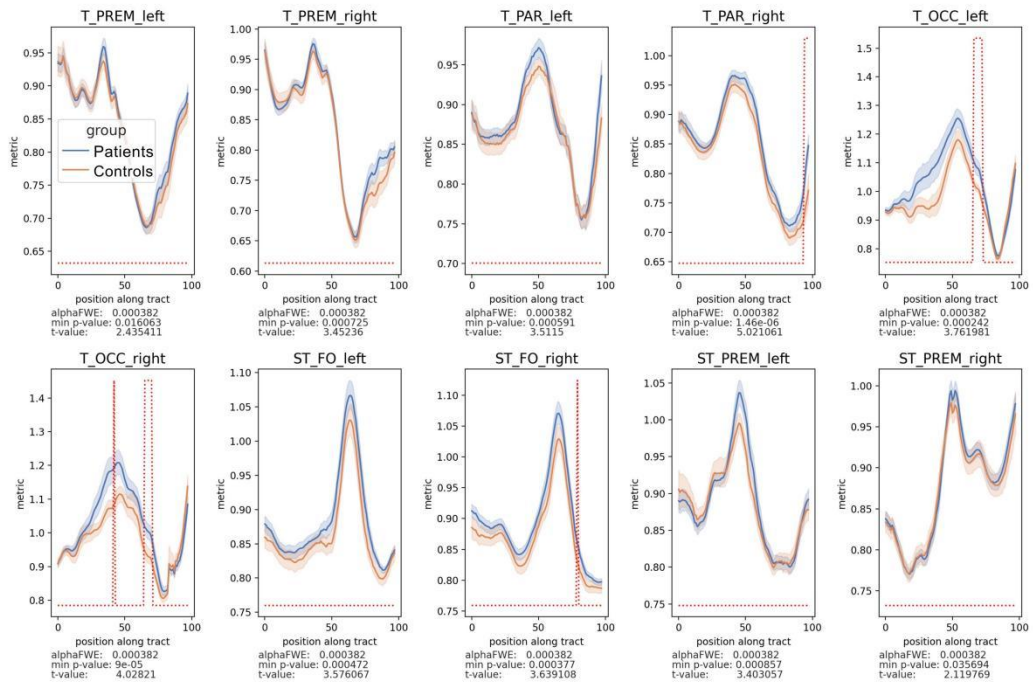 T_PREM_left
T_PREM_right
T_PAR_left
T_PAR_right
T_OCC_left
0.95
0.90
0.85
0.80
0.75
0.70
0.65
metric
group
Patients
Controls
0
50
100
position along tract
alphaFWE: 0.000382
min p-value: 0.016063
t-value: 2.435411
1.00
0.95
0.90
0.85
0.80
0.75
0.70
0.65
0.60
metric
0
50
100
position along tract
alphaFWE: 0.000382
min p-value: 0.000725
t-value: 3.45236
0.95
0.90
0.85
0.80
0.75
0.70
metric
0
50
100
position along tract
alphaFWE: 0.000382
min p-value: 0.000591
t-value: 3.5115
1.00
0.95
0.90
0.85
0.80
0.75
0.70
0.65
metric
0
50
100
position along tract
alphaFWE: 0.000382
min p-value: 1.46e-06
t-value: 5.021061
1.5
1.4
1.3
1.2
1.1
1.0
0.9
0.8
metric
0
50
100
position along tract
alphaFWE: 0.000382
min p-value: 0.000242
t-value: 3.761981
T_OCC_right
ST_FO_left
ST_FO_right
ST_PREM_left
ST_PREM_right
1.4
1.3
1.2
1.1
1.0
0.9
0.8
metric
0
50
100
position along tract
alphaFWE: 0.000382
min p-value: 9e-05
t-value: 4.02821
1.10
1.05
1.00
0.95
0.90
0.85
0.80
0.75
metric
0
50
100
position along tract
alphaFWE: 0.000382
min p-value: 0.000472
t-value: 3.576067
1.10
1.05
1.00
0.95
0.90
0.85
0.80
0.75
metric
0
50
100
position along tract
alphaFWE: 0.000382
min p-value: 0.000377
t-value: 3.639108
1.05
1.00
0.95
0.90
0.85
0.80
0.75
metric
0
50
100
position along tract
alphaFWE: 0.000382
min p-value: 0.000857
t-value: 3.403057
1.00
0.95
0.90
0.85
0.80
0.75
metric
0
50
100
position along tract
alphaFWE: 0.000382
min p-value: 0.035694
t-value: 2.119769